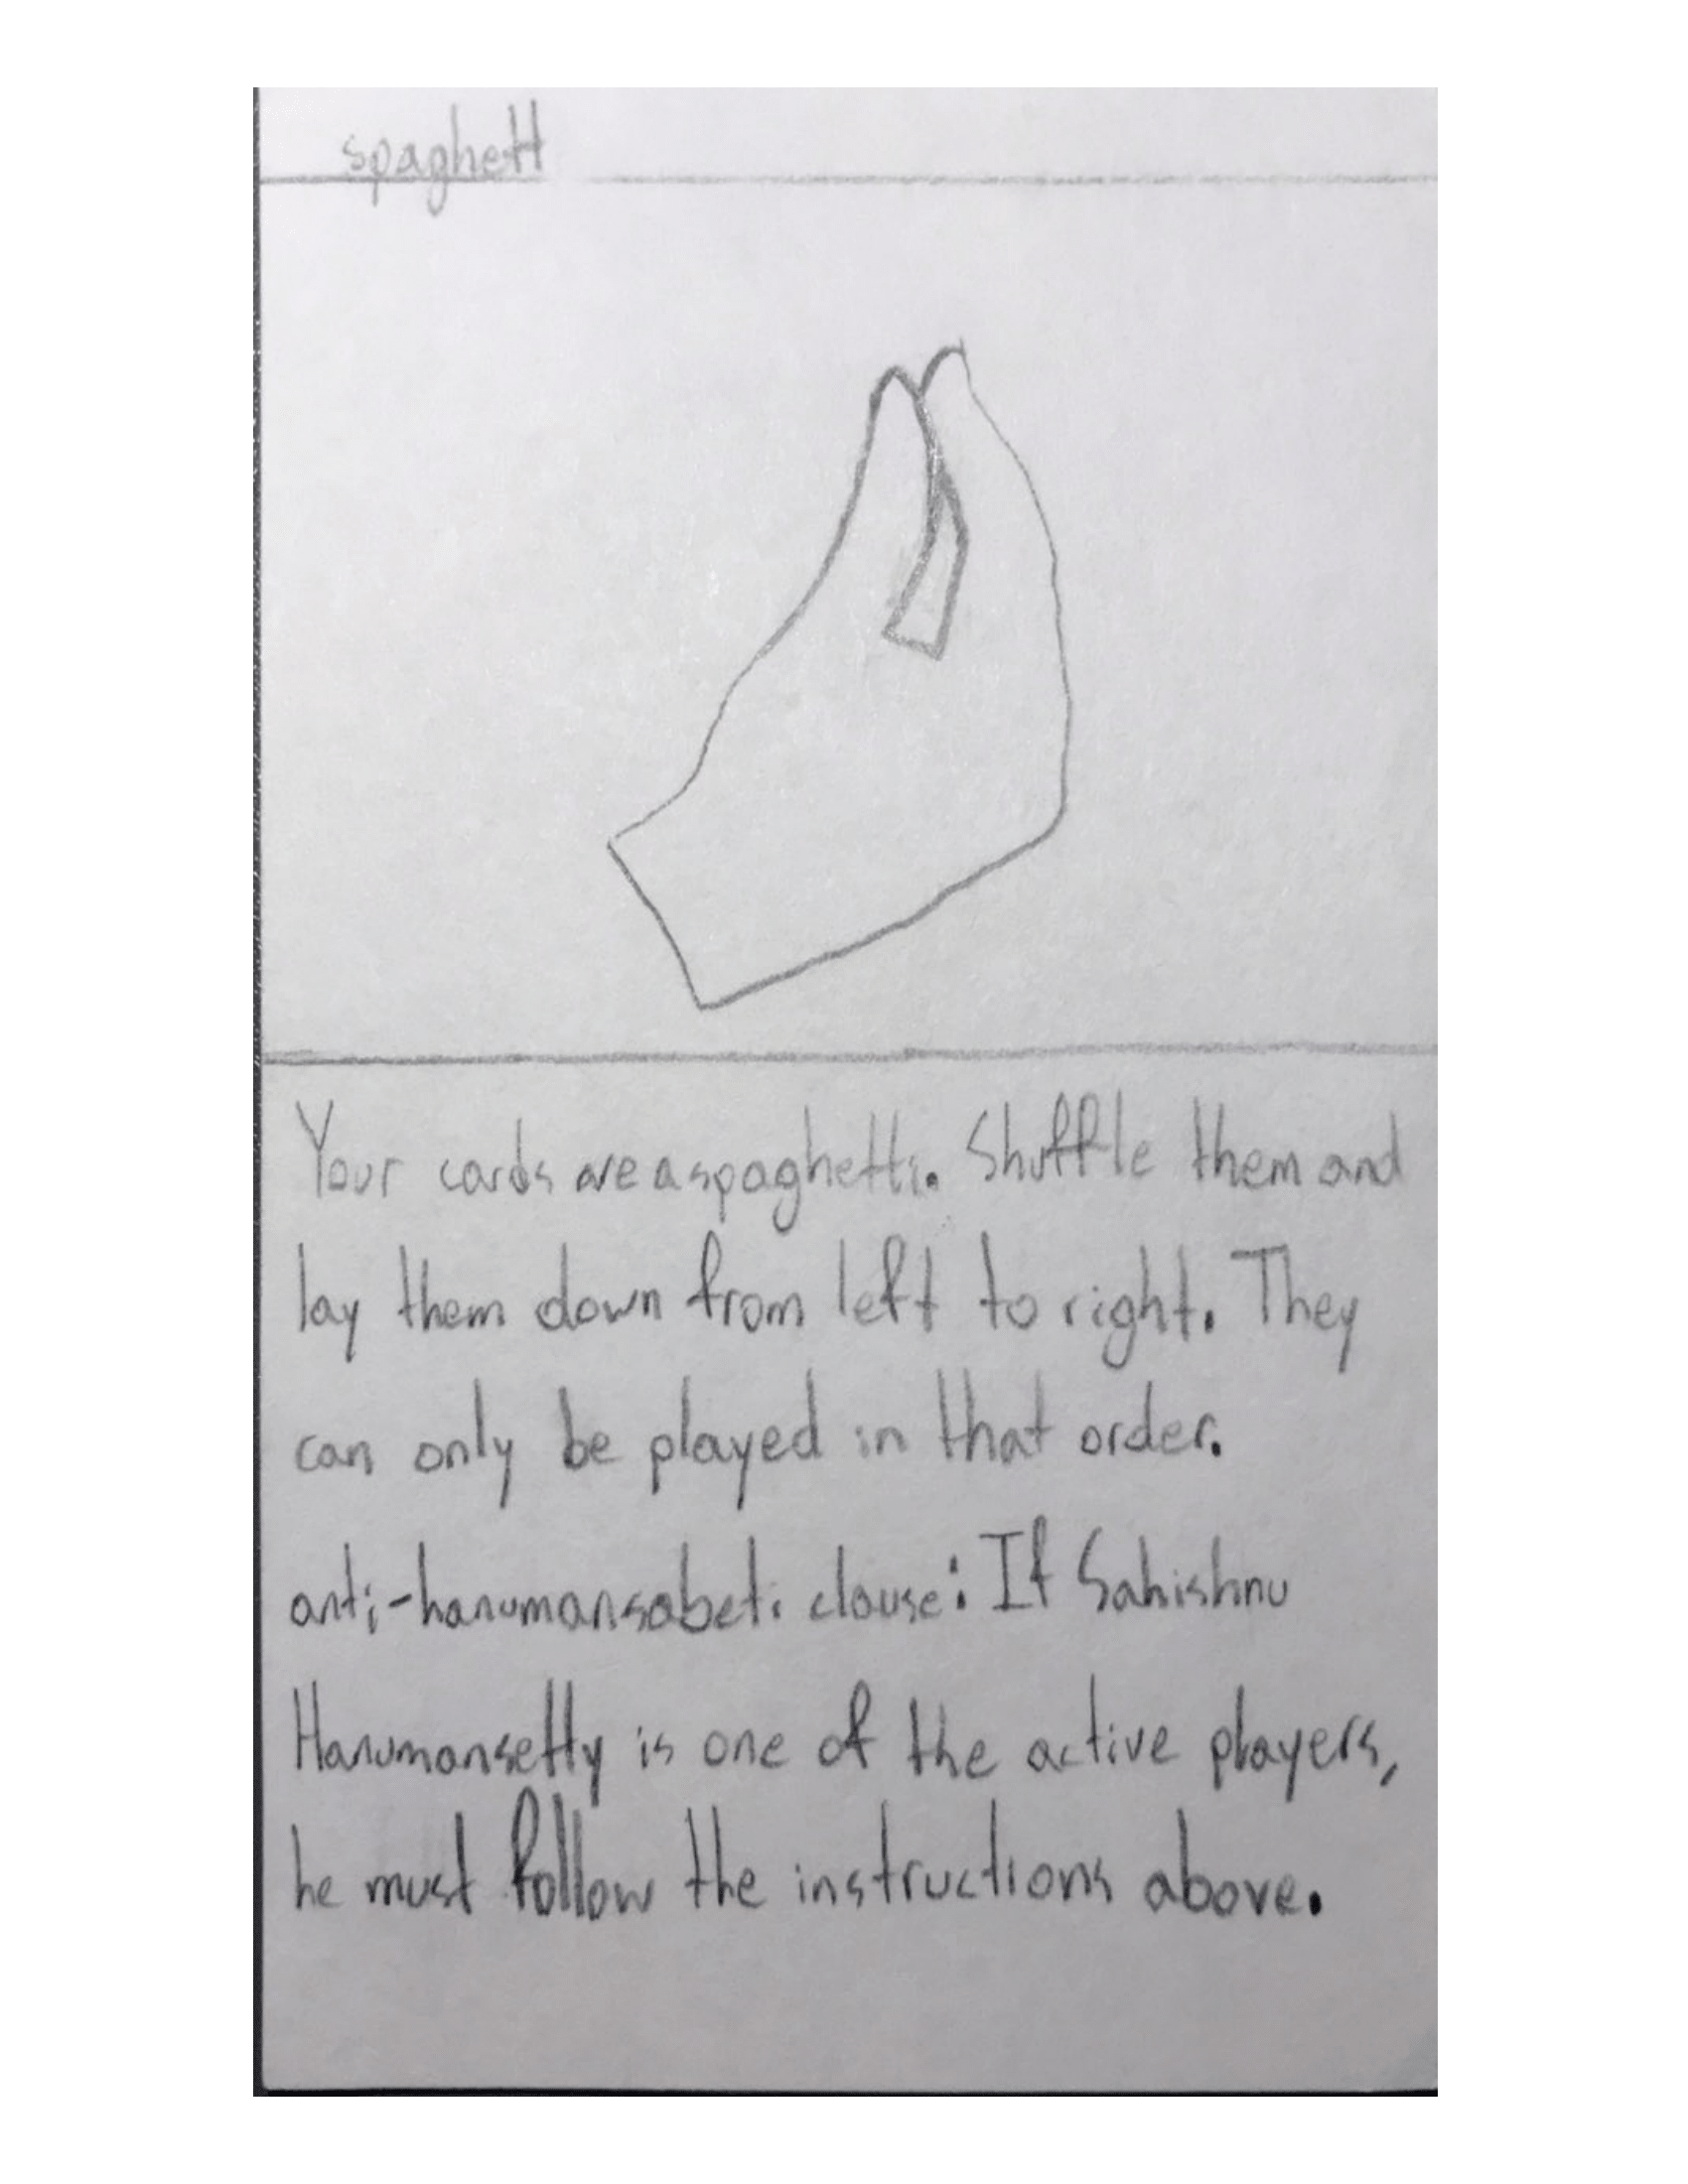 spaghett
Your cards are a spaghetti. Shuffle them and
lay them down from left to right. They
can only be played in that order.
anti-hanumansabeti clause: If Sahishnu
Hanumansetty is one of the active players,
he must follow the instructions above.